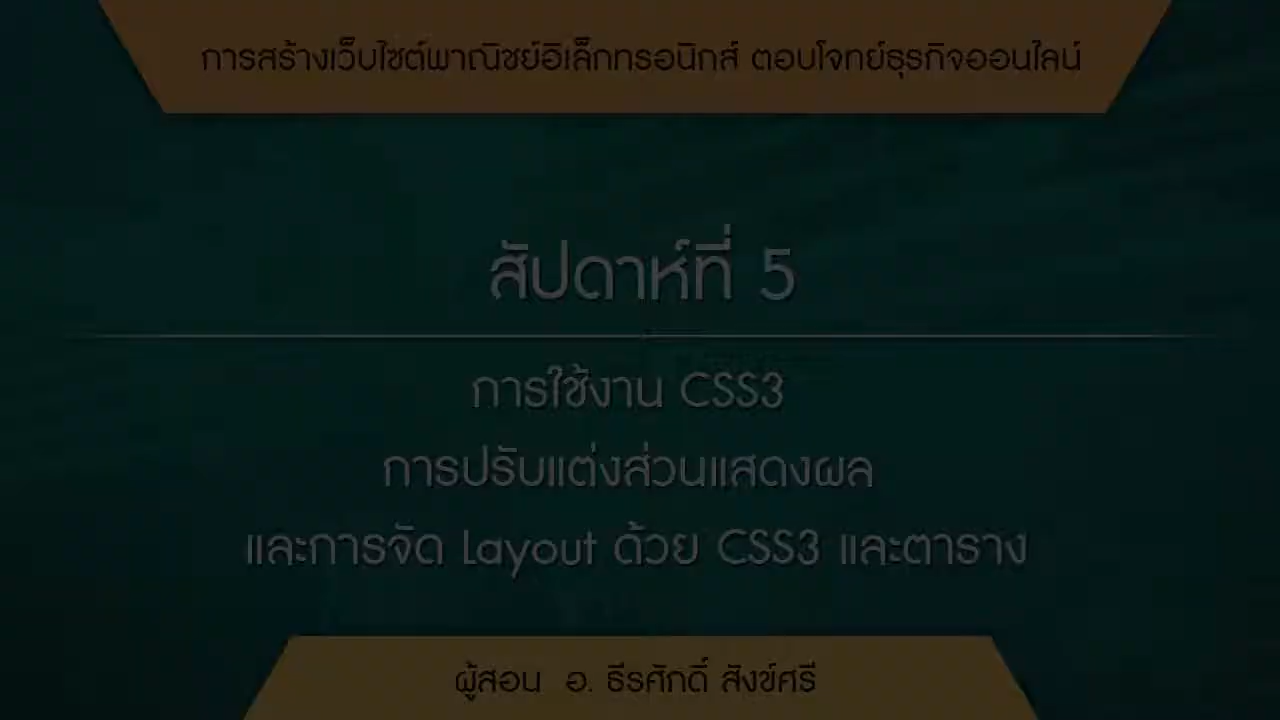 การสร้างเว็บไซต์พาณิชย์อิเล็กทรอนิกส์ ตอบโจทย์ธุรกิจออนไลน์
สัปดาห์ที่ 5
การใช้งาน CSS3
การปรับแต่งส่วนแสดงผล
และการจัด Layout ด้วย CSS3 และตาราง
ผู้สอน อ. ธีรศักดิ์ สังข์ศรี